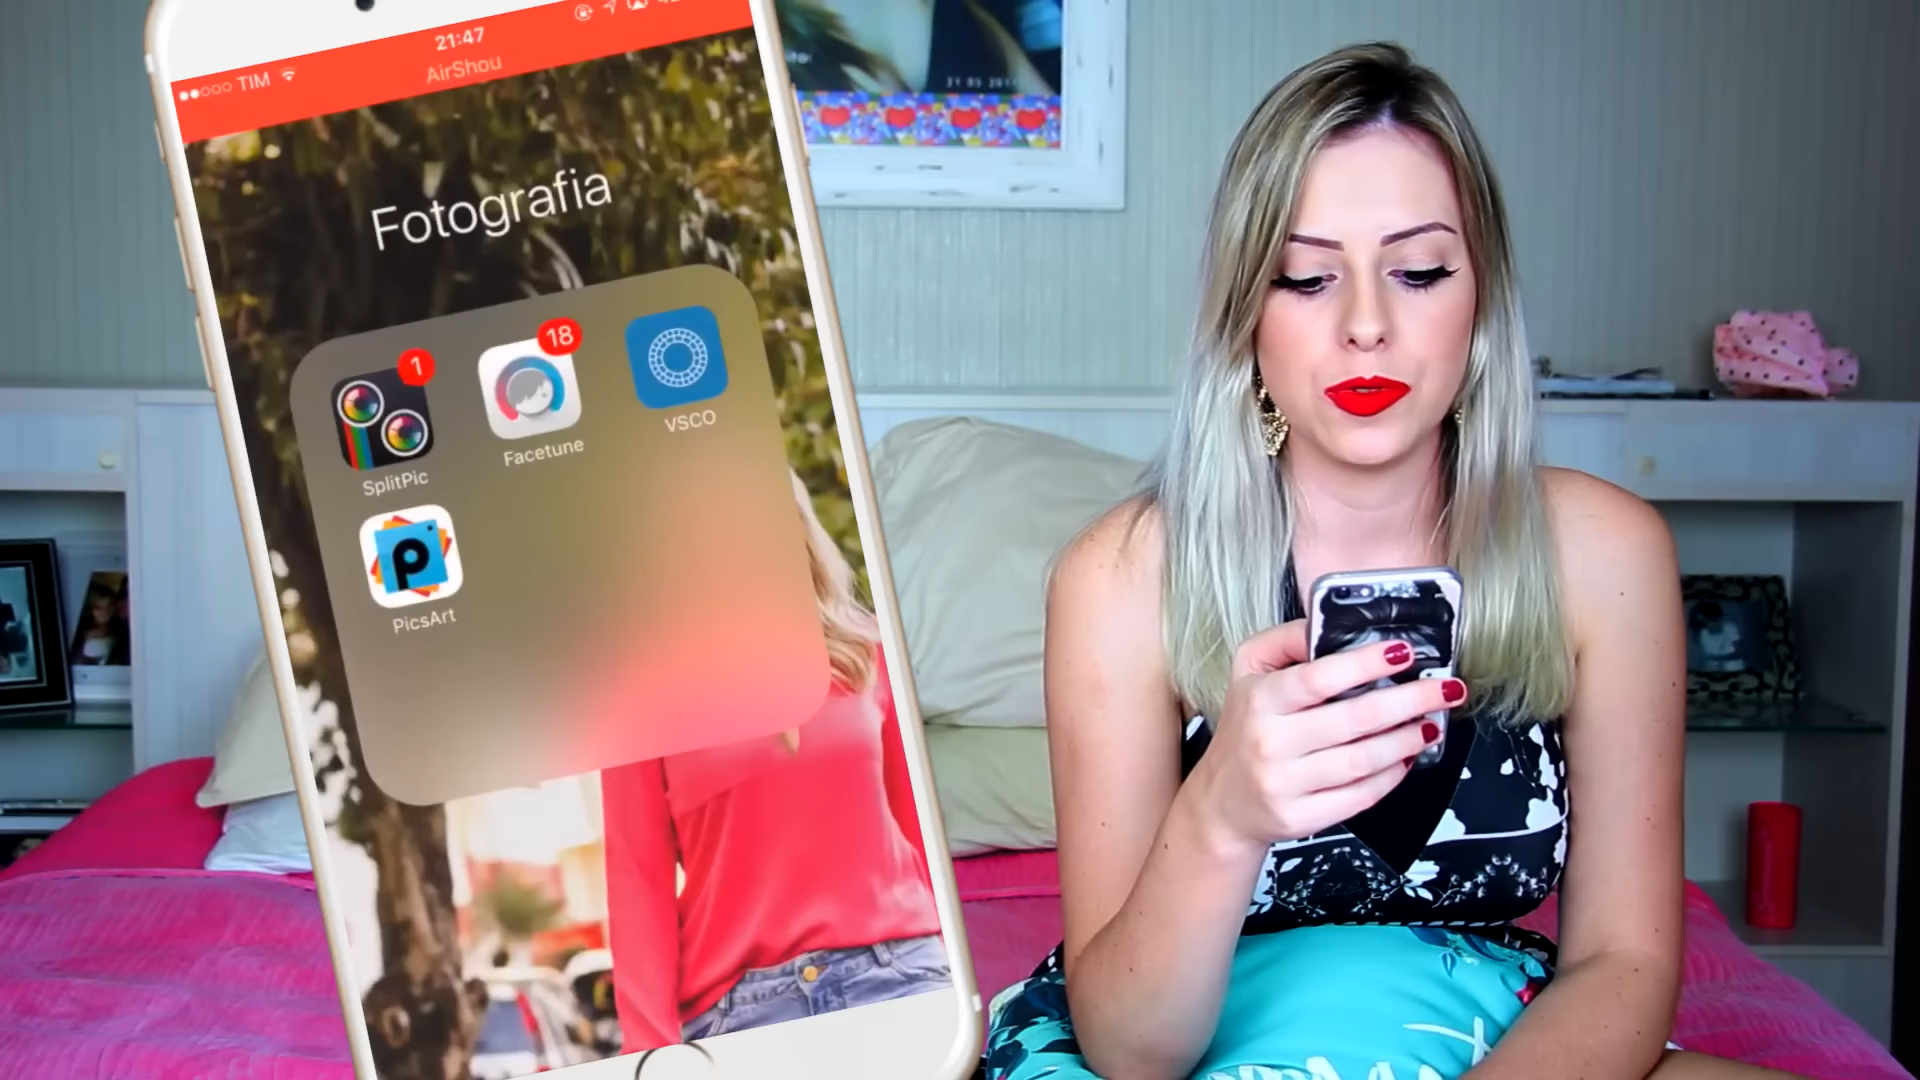 21:47
TIM
AirShou
Fotografia
1
18
SplitPic
Facetune
VSCO
p
PicsArt